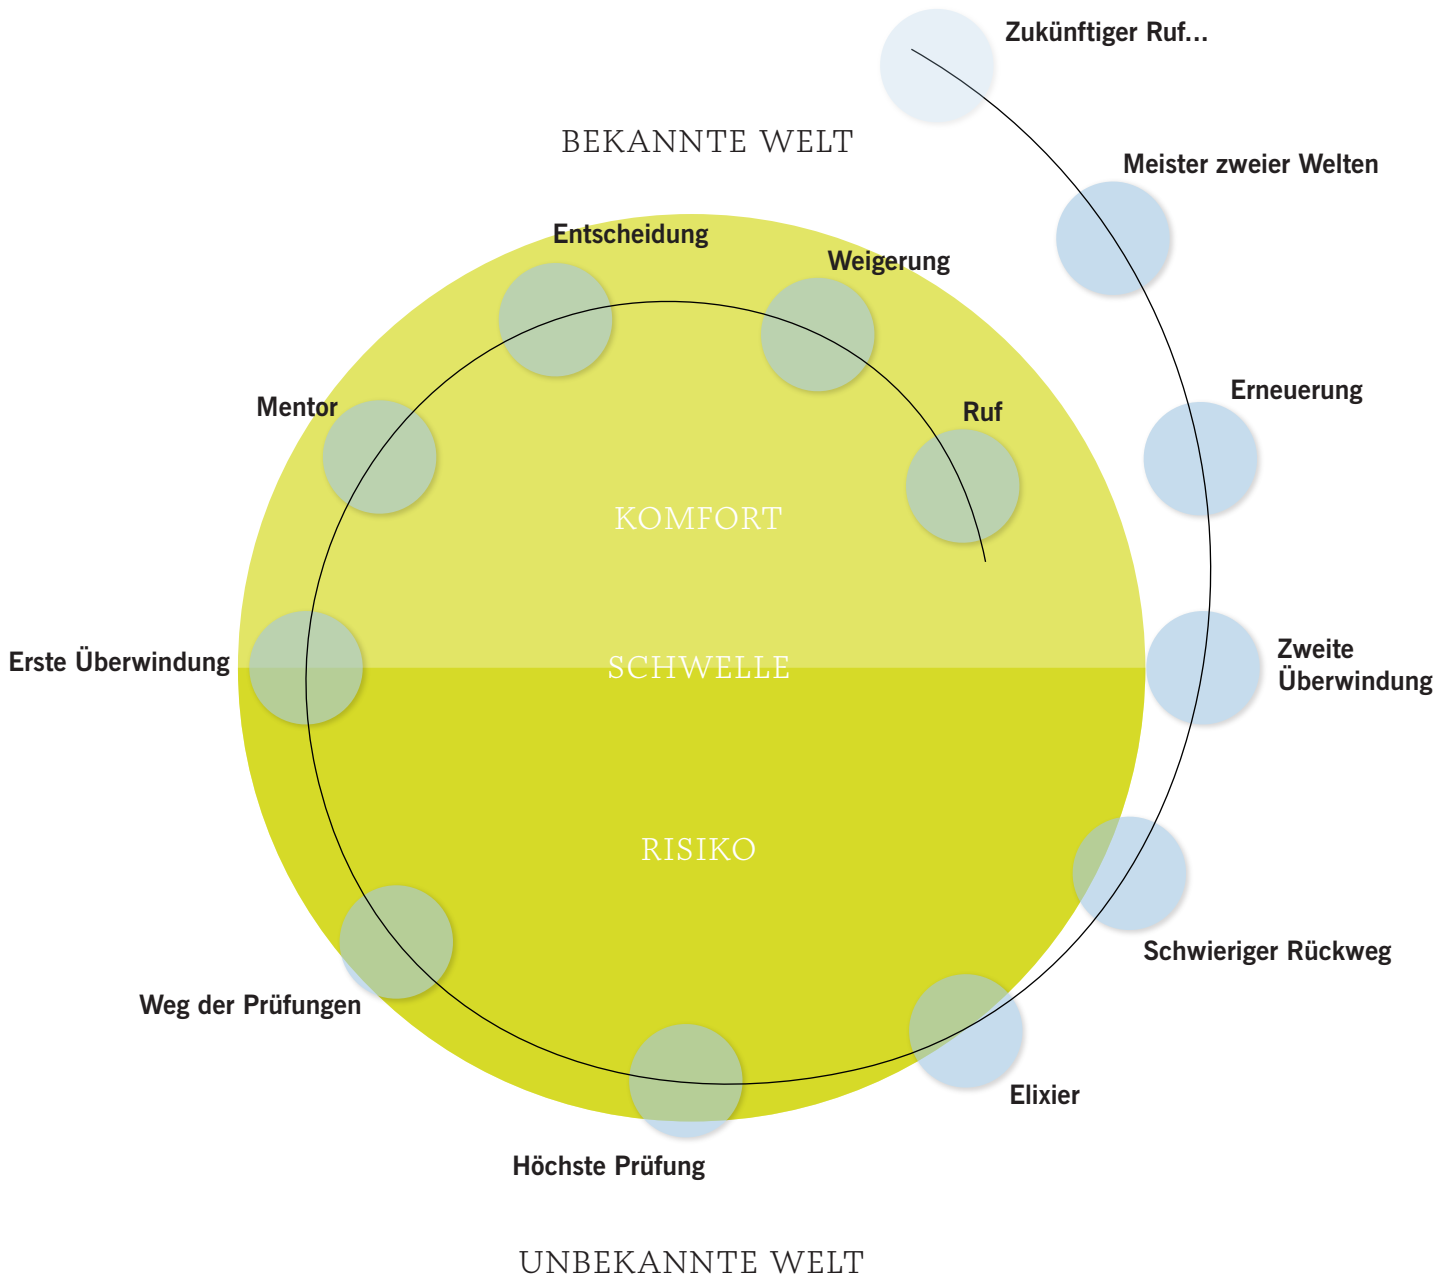 Zukünftiger Ruf...
BEKANNTE WELT
Meister zweier Welten
Entscheidung
Weigerung
Erneuerung
Mentor
Ruf
KOMFORT
Erste Überwindung
SCHWELLE
Zweite
Überwindung
RISIKO
Schwieriger Rückweg
Weg der Prüfungen
Elixier
Höchste Prüfung
UNBEKANNTE WELT